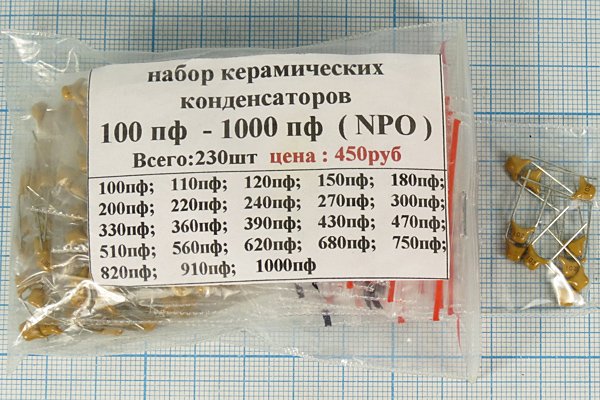 набор керамических
конденсаторов
100 пф - 1000 пф ( NPO )
Всего:230шт цена : 450руб
100пф; 110пф; 120пф; 150пф; 180пф;
200пф; 220пф; 240пф; 270пф; 300пф;
330пф; 360пф; 390пф; 430пф; 470пф;
510пф; 560пф; 620пф; 680пф; 750пф;
820пф; 910пф; 1000пф